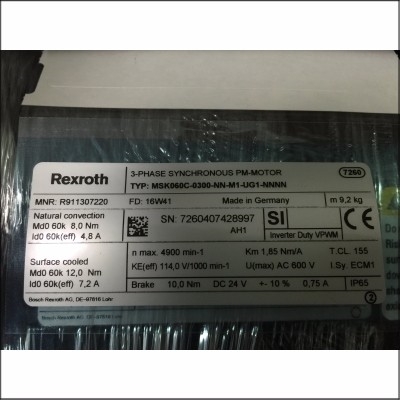 Rexroth
3-PHASE SYNCHRONOUS PM-MOTOR
7260
TYP: MSK060C-0300-NN-M1-UG1-NNNN
MNR: R911307220 FD: 16W41 Made in Germany m 9,2 kg
Natural convection
Md0 60k 8,0 Nm
Id0 60k(eff) 4,8 A
SN: 7260407428997
AH1
SI
Inverter Duty VPWM
Surface cooled
Md0 60k 12,0 Nm
Id0 60k(eff) 7,2 A
n max. 4900 min-1 Km 1,65 Nm/A T.CL. 155
KE(eff) 114,0 V/1000 min-1 U(max) AC 600 V I.Sy. ECM1
Brake 10,0 Nm DC 24 V +- 10 % 0,75 A IP65
Bosch Rexroth AG, DE-97816 Lohr
2